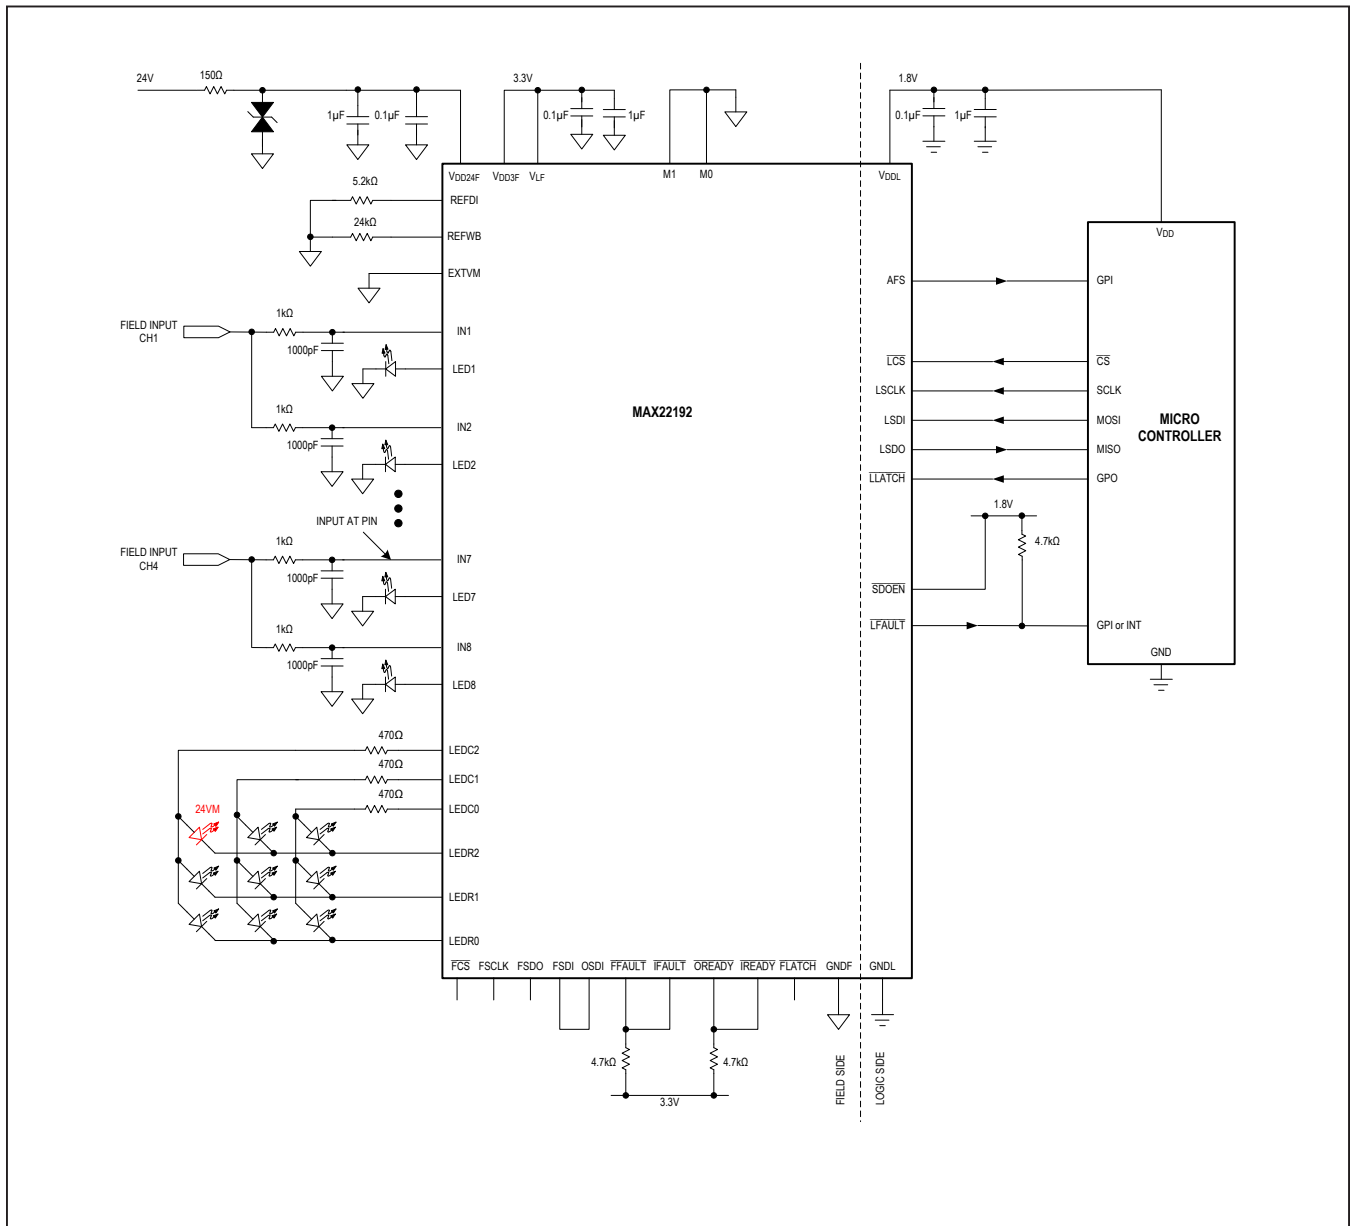 24V
150Ω
3.3V
1.8V
1µF
0.1µF
0.1µF
1µF
0.1µF
1µF
VDD24F
VDD3F
VLF
M1
M0
VDDL
5.2kΩ
REFDI
24kΩ
REFWB
EXTVM
VDD
AFS
GPI
FIELD INPUT
CH1
1kΩ
IN1
1000pF
LED1
LCS
CS
LSCLK
SCLK
1kΩ
IN2
1000pF
LED2
MAX22192
LSDI
MOSI
MICRO
CONTROLLER
LSDO
MISO
LLATCH
GPO
1.8V
4.7kΩ
INPUT AT PIN
FIELD INPUT
CH4
1kΩ
IN7
1000pF
LED7
SDOEN
LFAULT
GPI or INT
1kΩ
IN8
1000pF
LED8
GND
470Ω
LEDC2
470Ω
LEDC1
470Ω
LEDC0
24VM
LEDR2
LEDR1
LEDR0
FCS
FSCLK
FSDO
FSDI
OSDI
FFAULT
IFAULT
OREADY
IREADY
FLATCH
GNDF
GNDL
4.7kΩ
4.7kΩ
3.3V
FIELD SIDE
LOGIC SIDE